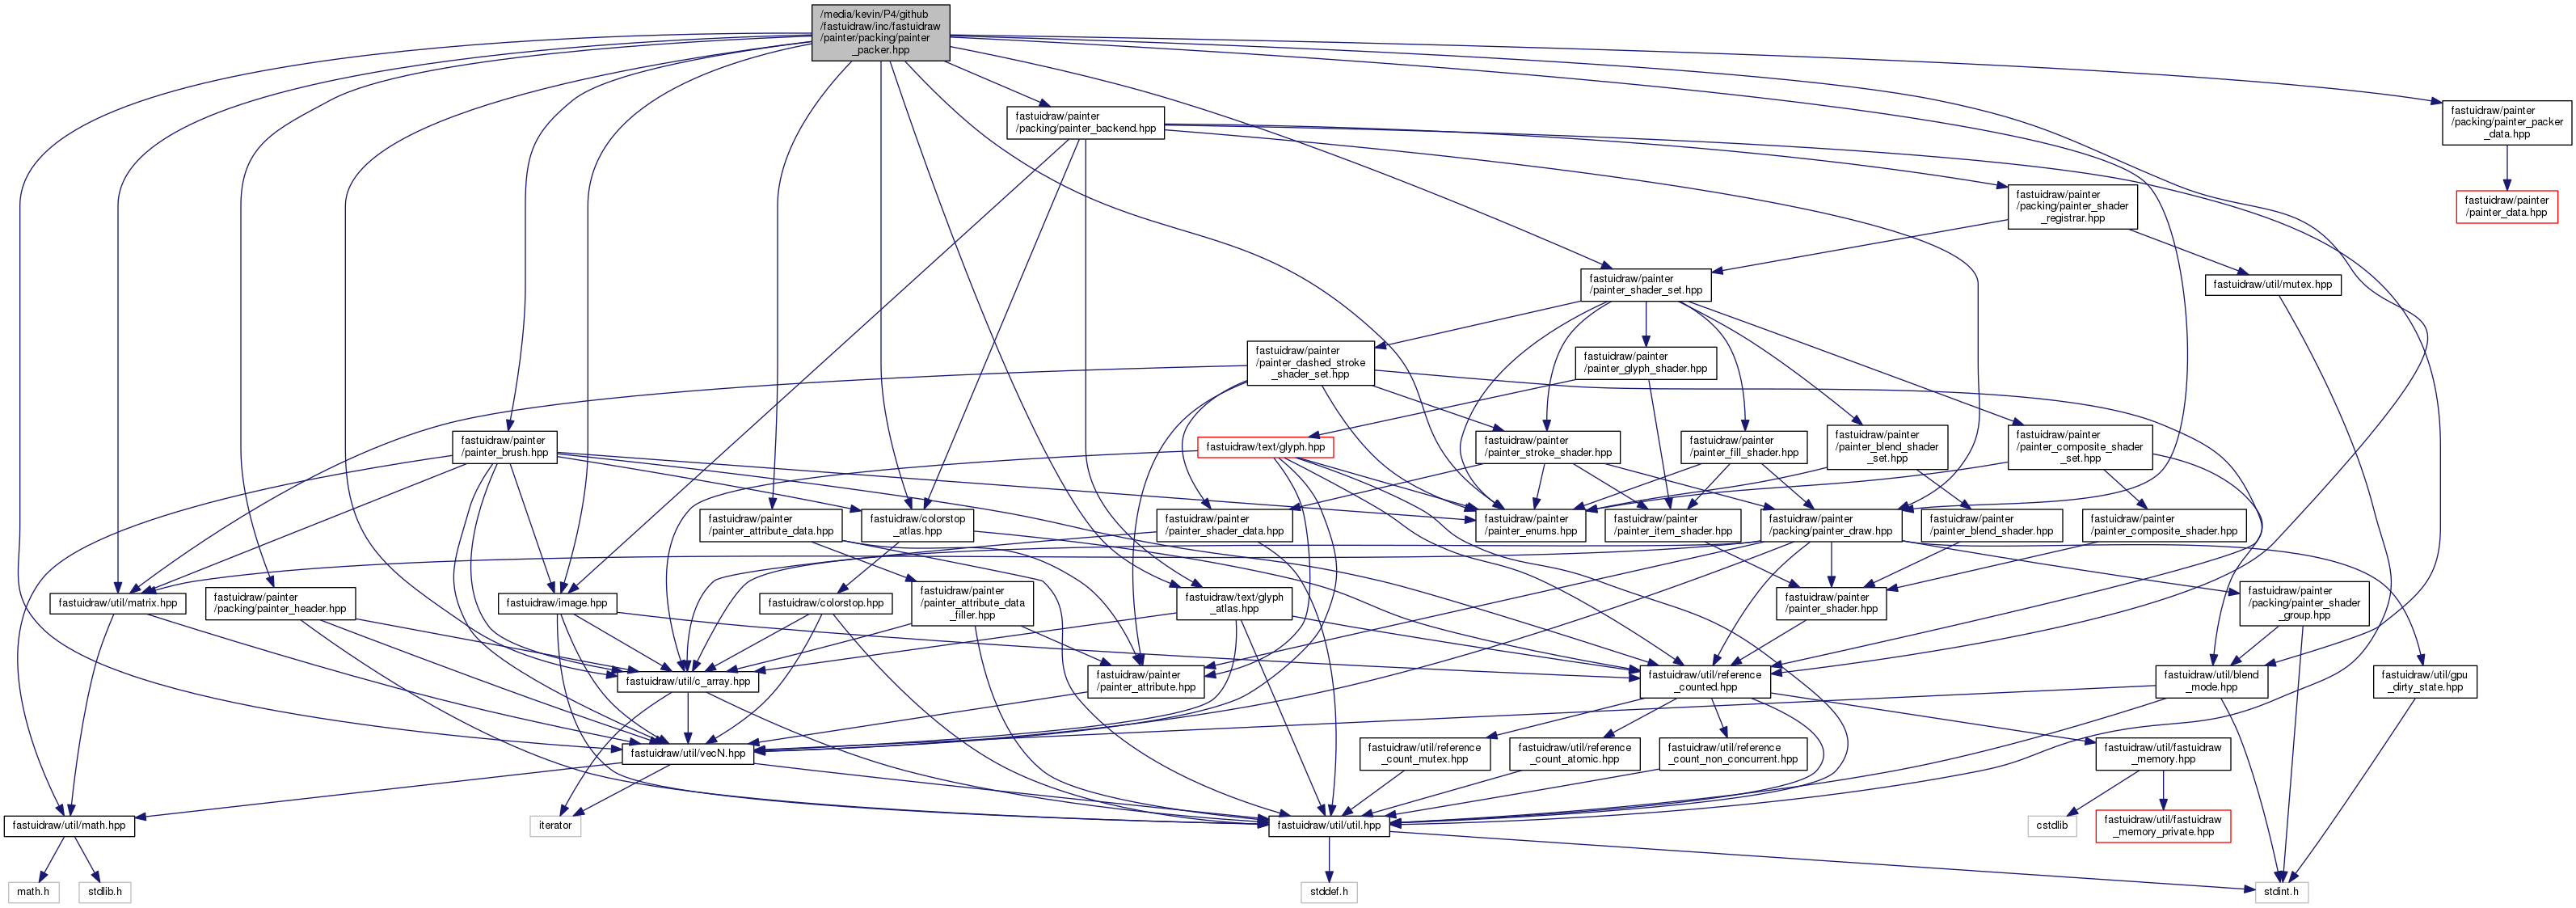 /media/kevin/P4/github
/fastuidraw/inc/fastuidraw
/painter/packing/painter
_packer.hpp
fastuidraw/painter
/packing/painter_packer
_data.hpp
fastuidraw/painter
/packing/painter_backend.hpp
fastuidraw/painter
/packing/painter_shader
_registrar.hpp
fastuidraw/painter
/painter_data.hpp
fastuidraw/painter
/painter_shader_set.hpp
fastuidraw/util/mutex.hpp
fastuidraw/painter
/painter_dashed_stroke
_shader_set.hpp
fastuidraw/painter
/painter_glyph_shader.hpp
fastuidraw/painter
/painter_brush.hpp
fastuidraw/text/glyph.hpp
fastuidraw/painter
/painter_stroke_shader.hpp
fastuidraw/painter
/painter_fill_shader.hpp
fastuidraw/painter
/painter_blend_shader
_set.hpp
fastuidraw/painter
/painter_composite_shader
_set.hpp
fastuidraw/painter
/painter_attribute_data.hpp
fastuidraw/colorstop
_atlas.hpp
fastuidraw/painter
/painter_shader_data.hpp
fastuidraw/painter
/painter_enums.hpp
fastuidraw/painter
/painter_item_shader.hpp
fastuidraw/painter
/packing/painter_draw.hpp
fastuidraw/painter
/painter_blend_shader.hpp
fastuidraw/painter
/painter_composite_shader.hpp
fastuidraw/util/matrix.hpp
fastuidraw/painter
/packing/painter_header.hpp
fastuidraw/image.hpp
fastuidraw/colorstop.hpp
fastuidraw/painter
/painter_attribute_data
_filler.hpp
fastuidraw/text/glyph
_atlas.hpp
fastuidraw/painter
/painter_shader.hpp
fastuidraw/painter
/packing/painter_shader
_group.hpp
fastuidraw/util/c_array.hpp
fastuidraw/painter
/painter_attribute.hpp
fastuidraw/util/reference
_counted.hpp
fastuidraw/util/blend
_mode.hpp
fastuidraw/util/gpu
_dirty_state.hpp
fastuidraw/util/vecN.hpp
fastuidraw/util/reference
_count_mutex.hpp
fastuidraw/util/reference
_count_atomic.hpp
fastuidraw/util/reference
_count_non_concurrent.hpp
fastuidraw/util/fastuidraw
_memory.hpp
fastuidraw/util/math.hpp
iterator
fastuidraw/util/util.hpp
cstdlib
fastuidraw/util/fastuidraw
_memory_private.hpp
math.h
stdlib.h
stddef.h
stdint.h